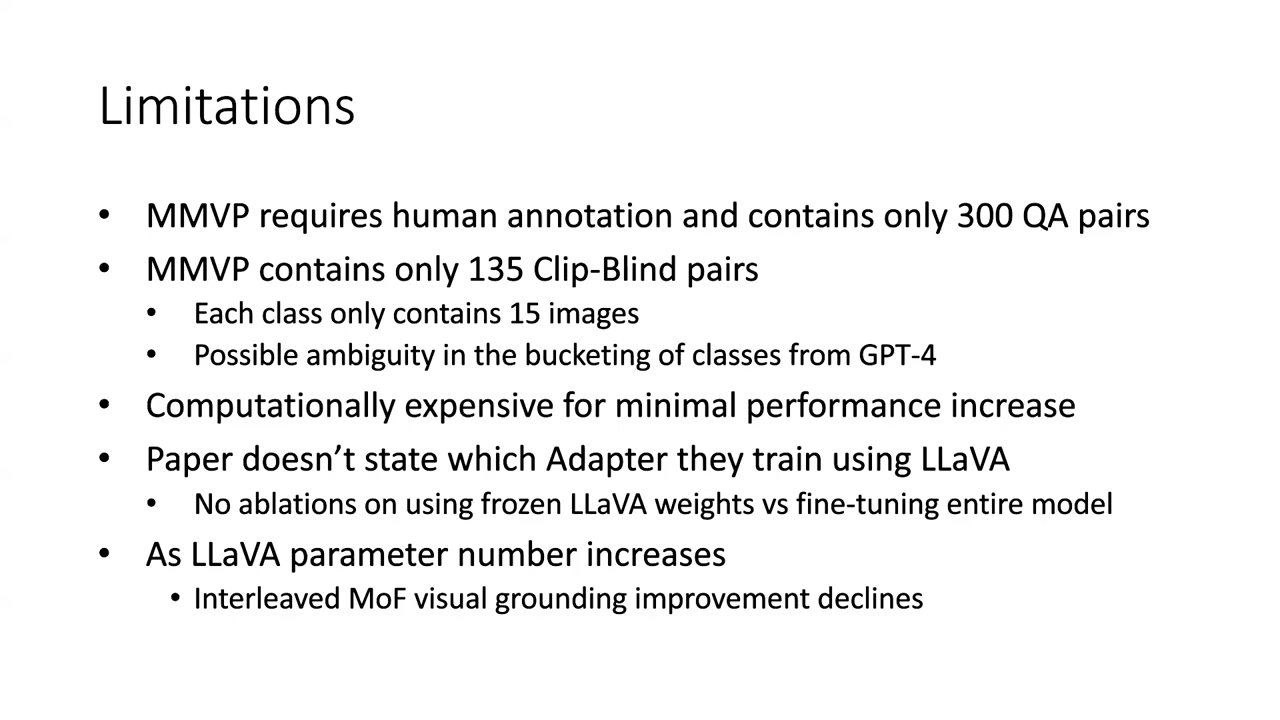 Limitations
• MMVP requires human annotation and contains only 300 QA pairs
• MMVP contains only 135 Clip-Blind pairs
• Each class only contains 15 images
• Possible ambiguity in the bucketing of classes from GPT-4
• Computationally expensive for minimal performance increase
• Paper doesn’t state which Adapter they train using LLaVA
• No ablations on using frozen LLaVA weights vs fine-tuning entire model
• As LLaVA parameter number increases
• Interleaved MoF visual grounding improvement declines